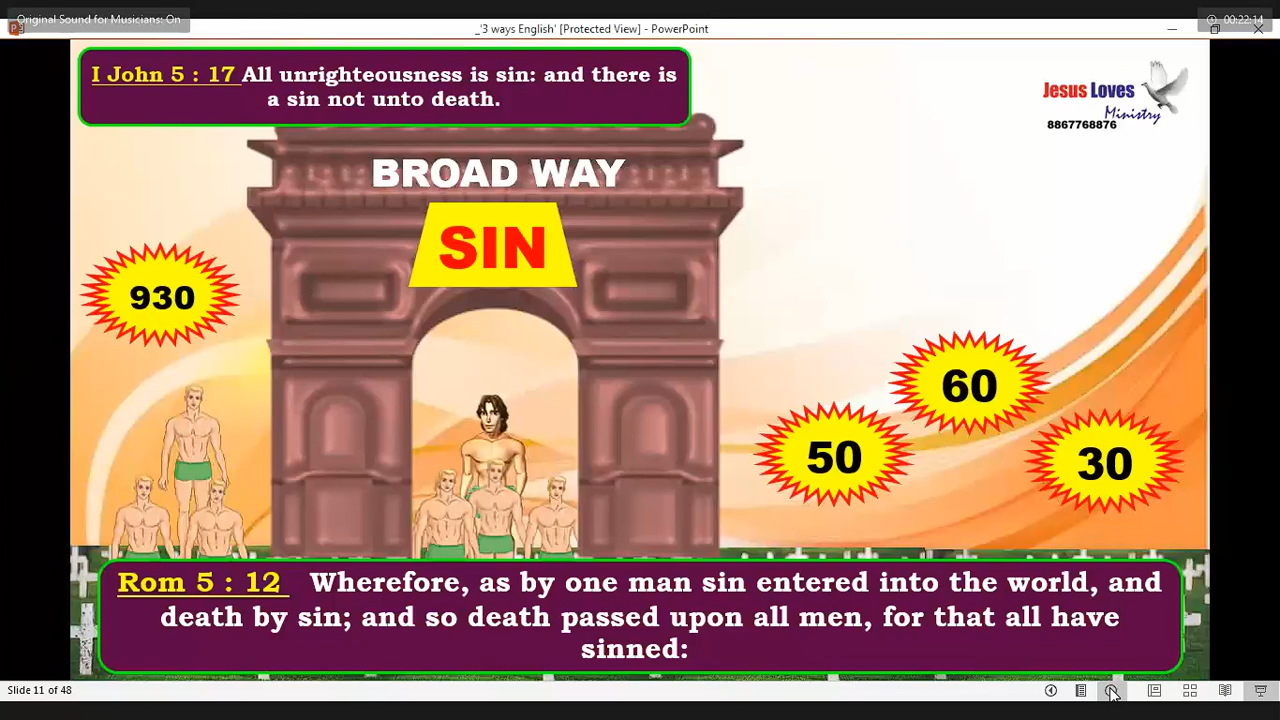 Original Sound for Musicians: On
00:22:14
_'3 ways English' [Protected View] - PowerPoint
I John 5 : 17 All unrighteousness is sin: and there is
a sin not unto death.
Jesus Loves
Ministry
8867768876
BROAD WAY
SIN
930
60
50
30
Rom 5 : 12 Wherefore, as by one man sin entered into the world, and
death by sin; and so death passed upon all men, for that all have
sinned:
Slide 11 of 48